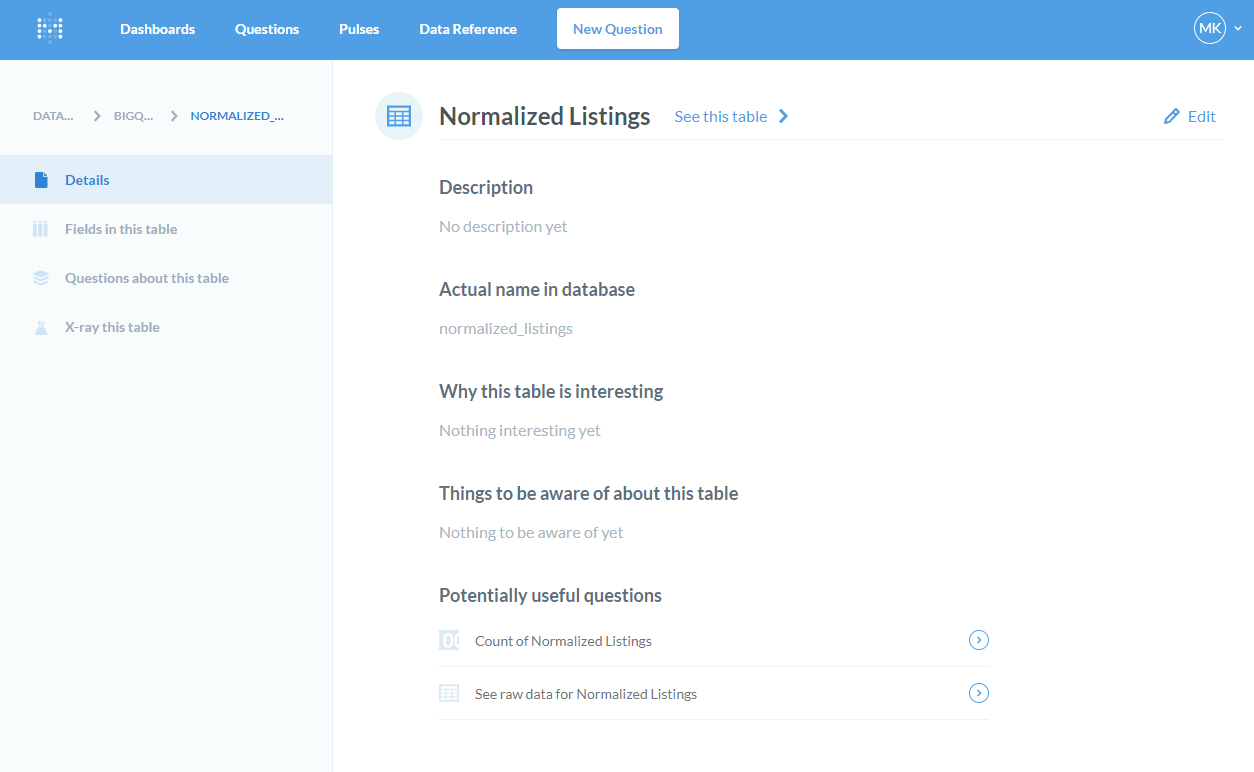 Dashboards Questions Pulses Data Reference New Question MK
DATA... BIGQ... NORMALIZED_...
Details
Fields in this table
Questions about this table
X-ray this table
Normalized Listings See this table Edit
Description
No description yet
Actual name in database
normalized_listings
Why this table is interesting
Nothing interesting yet
Things to be aware of about this table
Nothing to be aware of yet
Potentially useful questions
Count of Normalized Listings
See raw data for Normalized Listings